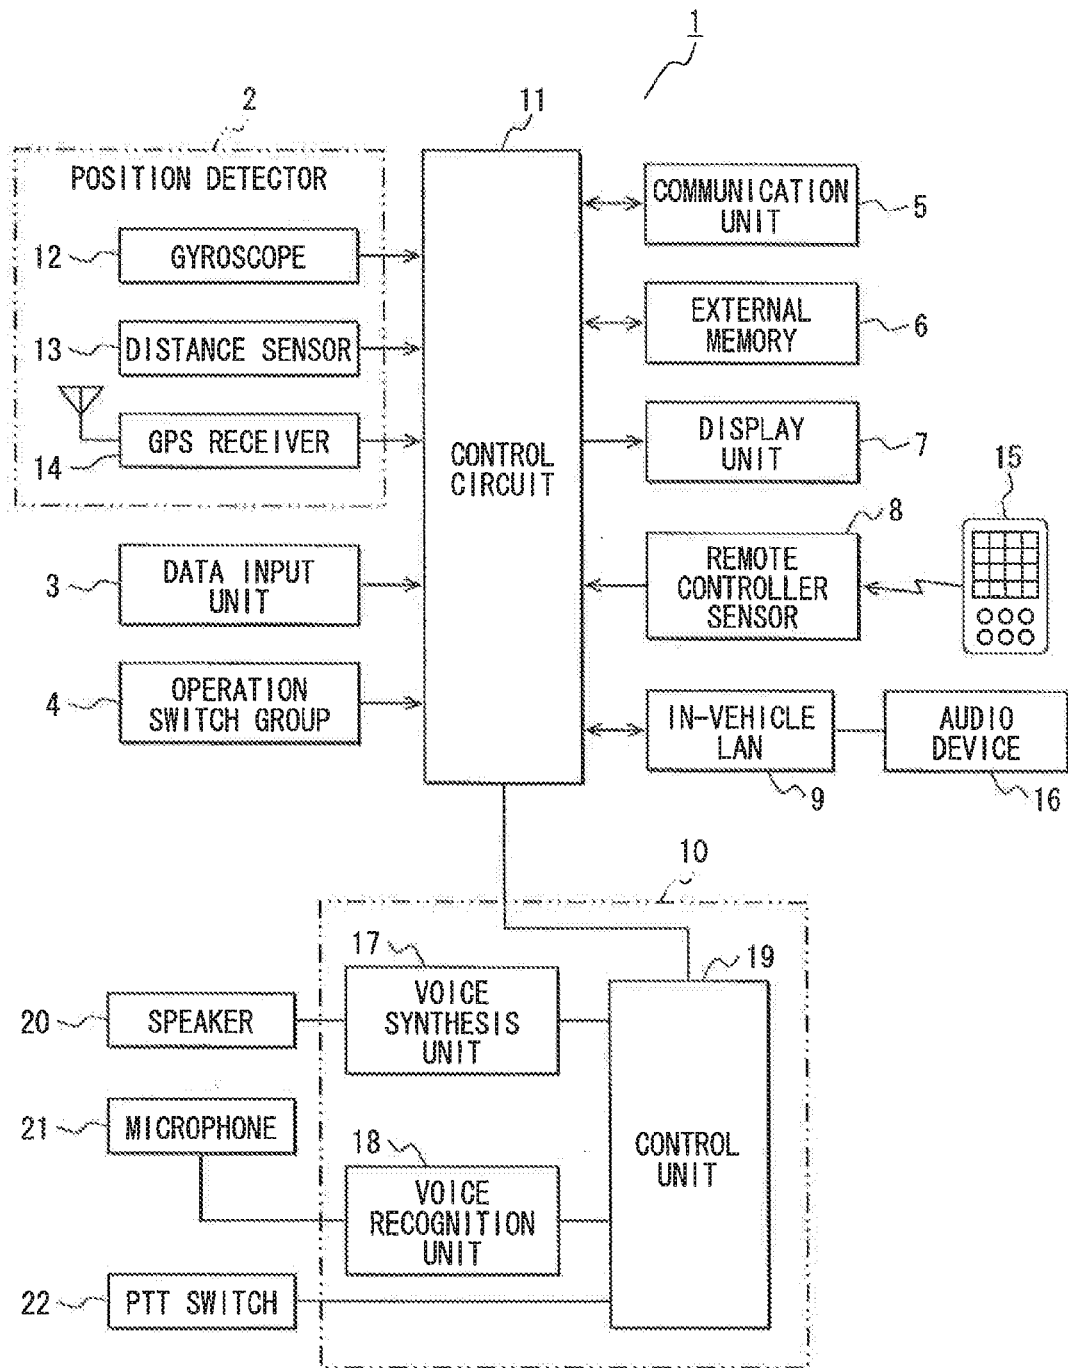 1
2
11
POSITION DETECTOR
12
GYROSCOPE
13
DISTANCE SENSOR
14
GPS RECEIVER
3
DATA INPUT
UNIT
4
OPERATION
SWITCH GROUP
CONTROL
CIRCUIT
COMMUNICATION
UNIT
5
EXTERNAL
MEMORY
6
DISPLAY
UNIT
7
8
REMOTE
CONTROLLER
SENSOR
15
IN-VEHICLE
LAN
9
AUDIO
DEVICE
16
10
17
VOICE
SYNTHESIS
UNIT
19
20
SPEAKER
21
MICROPHONE
18
VOICE
RECOGNITION
UNIT
CONTROL
UNIT
22
PTT SWITCH